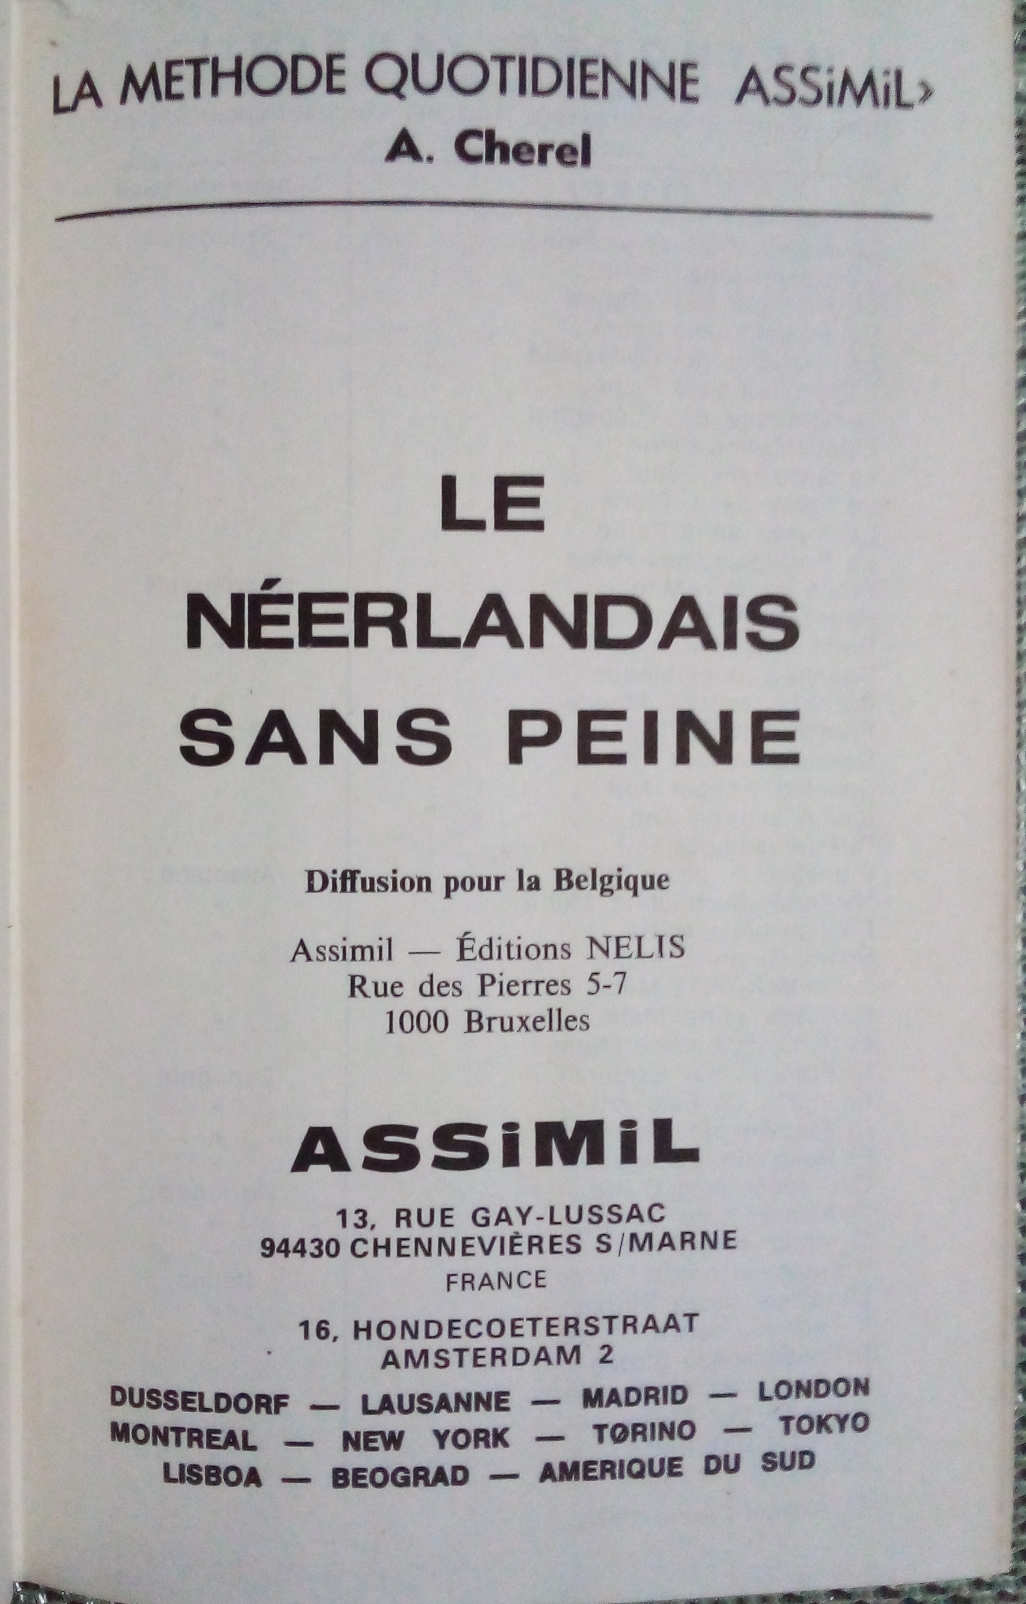 LA METHODE QUOTIDIENNE ASSiMiL»
A. Cherel
LE
NÉERLANDAIS
SANS PEINE
Diffusion pour la Belgique
Assimil — Éditions NELIS
Rue des Pierres 5-7
1000 Bruxelles
ASSiMiL
13, RUE GAY-LUSSAC
94430 CHENNEVIÈRES S/MARNE
FRANCE
16, HONDECOETERSTRAAT
AMSTERDAM 2
DUSSELDORF — LAUSANNE — MADRID — LONDON
MONTREAL — NEW YORK — TØRINO — TOKYO
LISBOA — BEOGRAD — AMERIQUE DU SUD